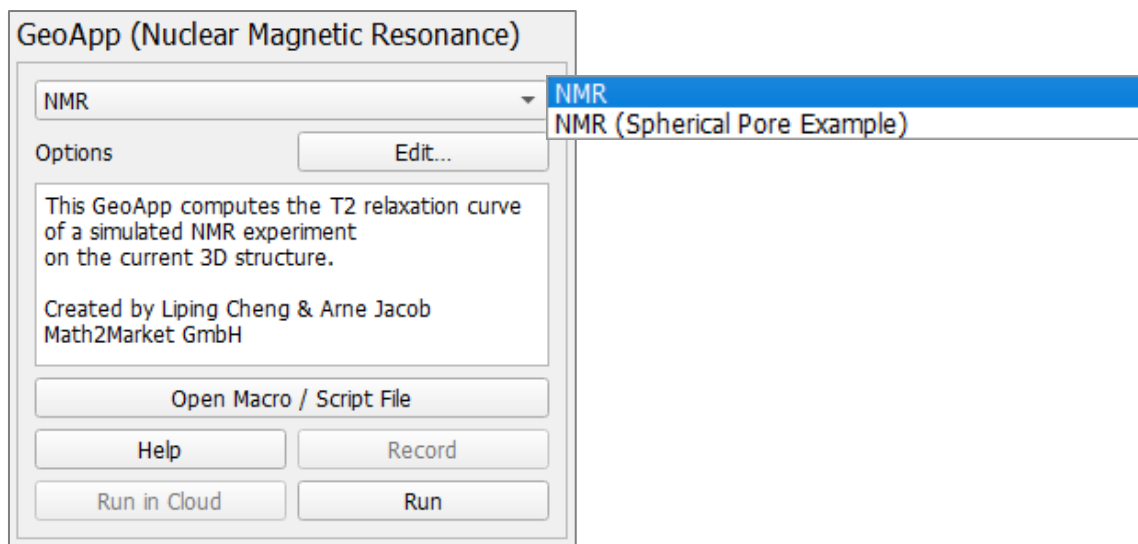 GeoApp (Nuclear Magnetic Resonance)
NMR
NMR
NMR (Spherical Pore Example)
Options
Edit...
This GeoApp computes the T2 relaxation curve
of a simulated NMR experiment
on the current 3D structure.
Created by Liping Cheng & Arne Jacob
Math2Market GmbH
Open Macro / Script File
Help
Record
Run in Cloud
Run